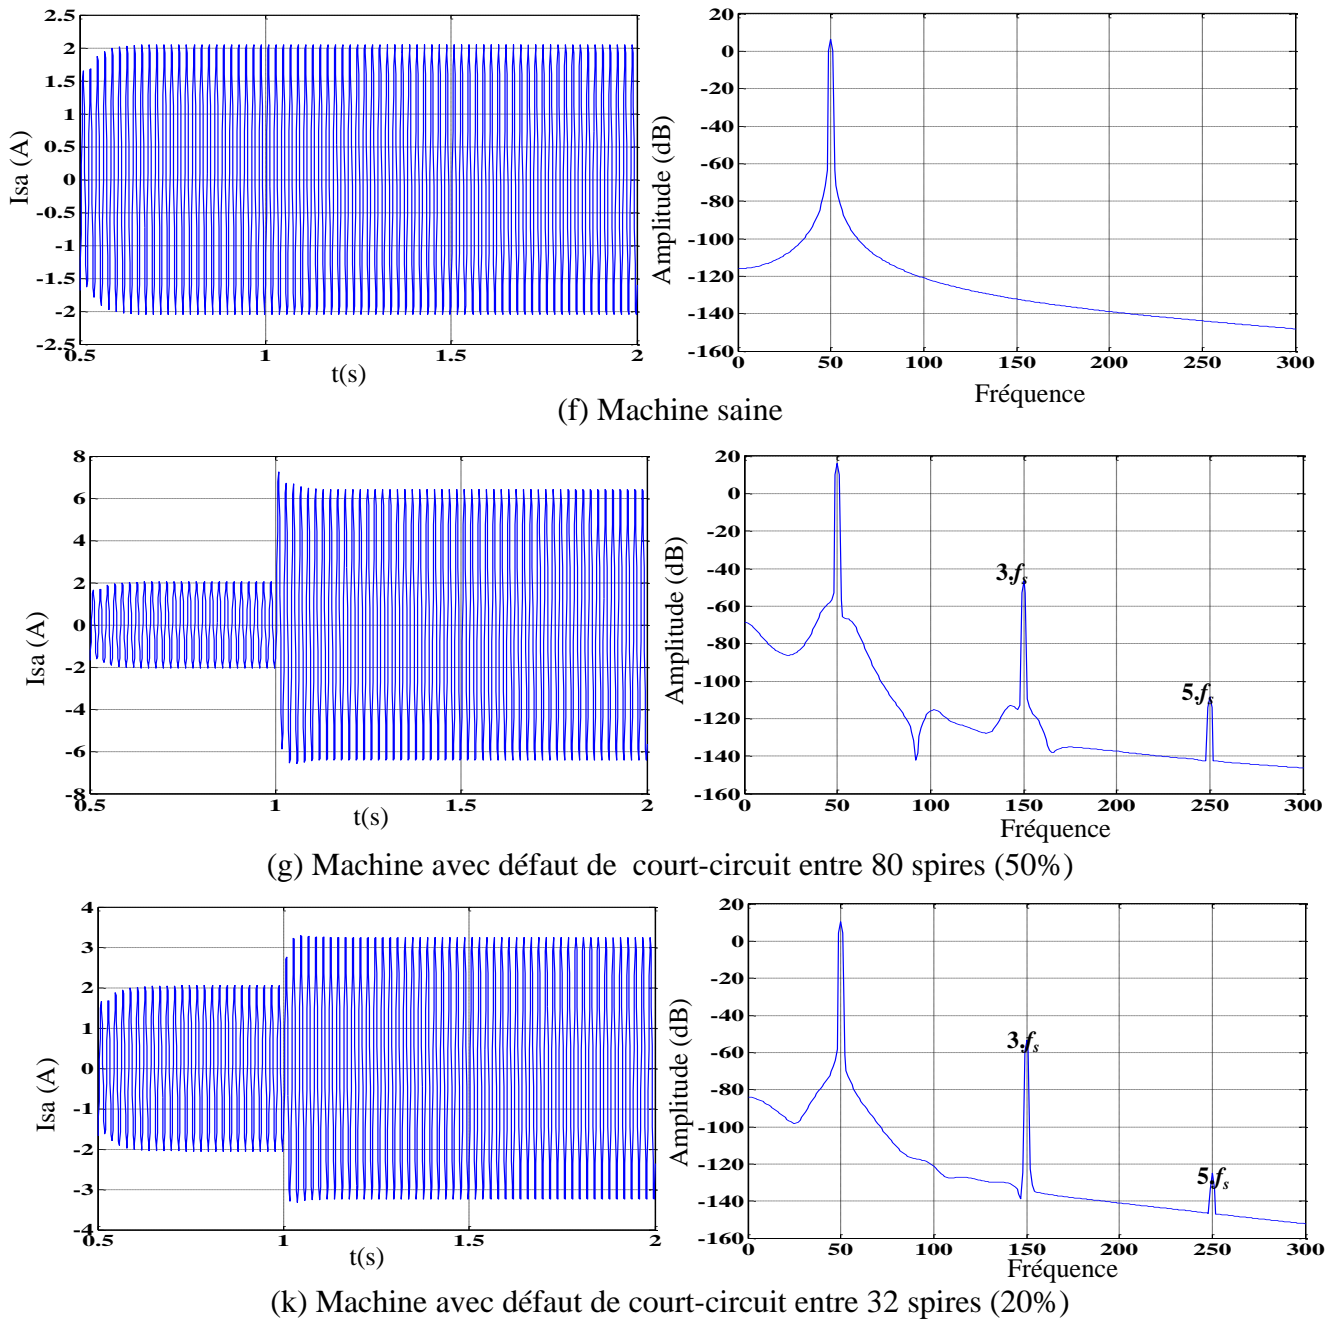 2.5
2
1.5
1
0.5
0
-0.5
-1
-1.5
-2
-2.5
Isa (A)
0.5 1 1.5 2
t(s)
20
0
-20
-40
-60
-80
-100
-120
-140
-160
Amplitude (dB)
0 50 100 150 200 250 300
Fréquence
(f) Machine saine
8
6
4
2
0
-2
-4
-6
-8
Isa (A)
0.5 1 1.5 2
t(s)
20
0
-20
-40
-60
-80
-100
-120
-140
-160
Amplitude (dB)
3.fs
5.fs
0 50 100 150 200 250 300
Fréquence
(g) Machine avec défaut de court-circuit entre 80 spires (50%)
4
3
2
1
0
-1
-2
-3
-4
Isa (A)
0.5 1 1.5 2
t(s)
20
0
-20
-40
-60
-80
-100
-120
-140
-160
Amplitude (dB)
3.fs
5.fs
0 50 100 150 200 250 300
Fréquence
(k) Machine avec défaut de court-circuit entre 32 spires (20%)